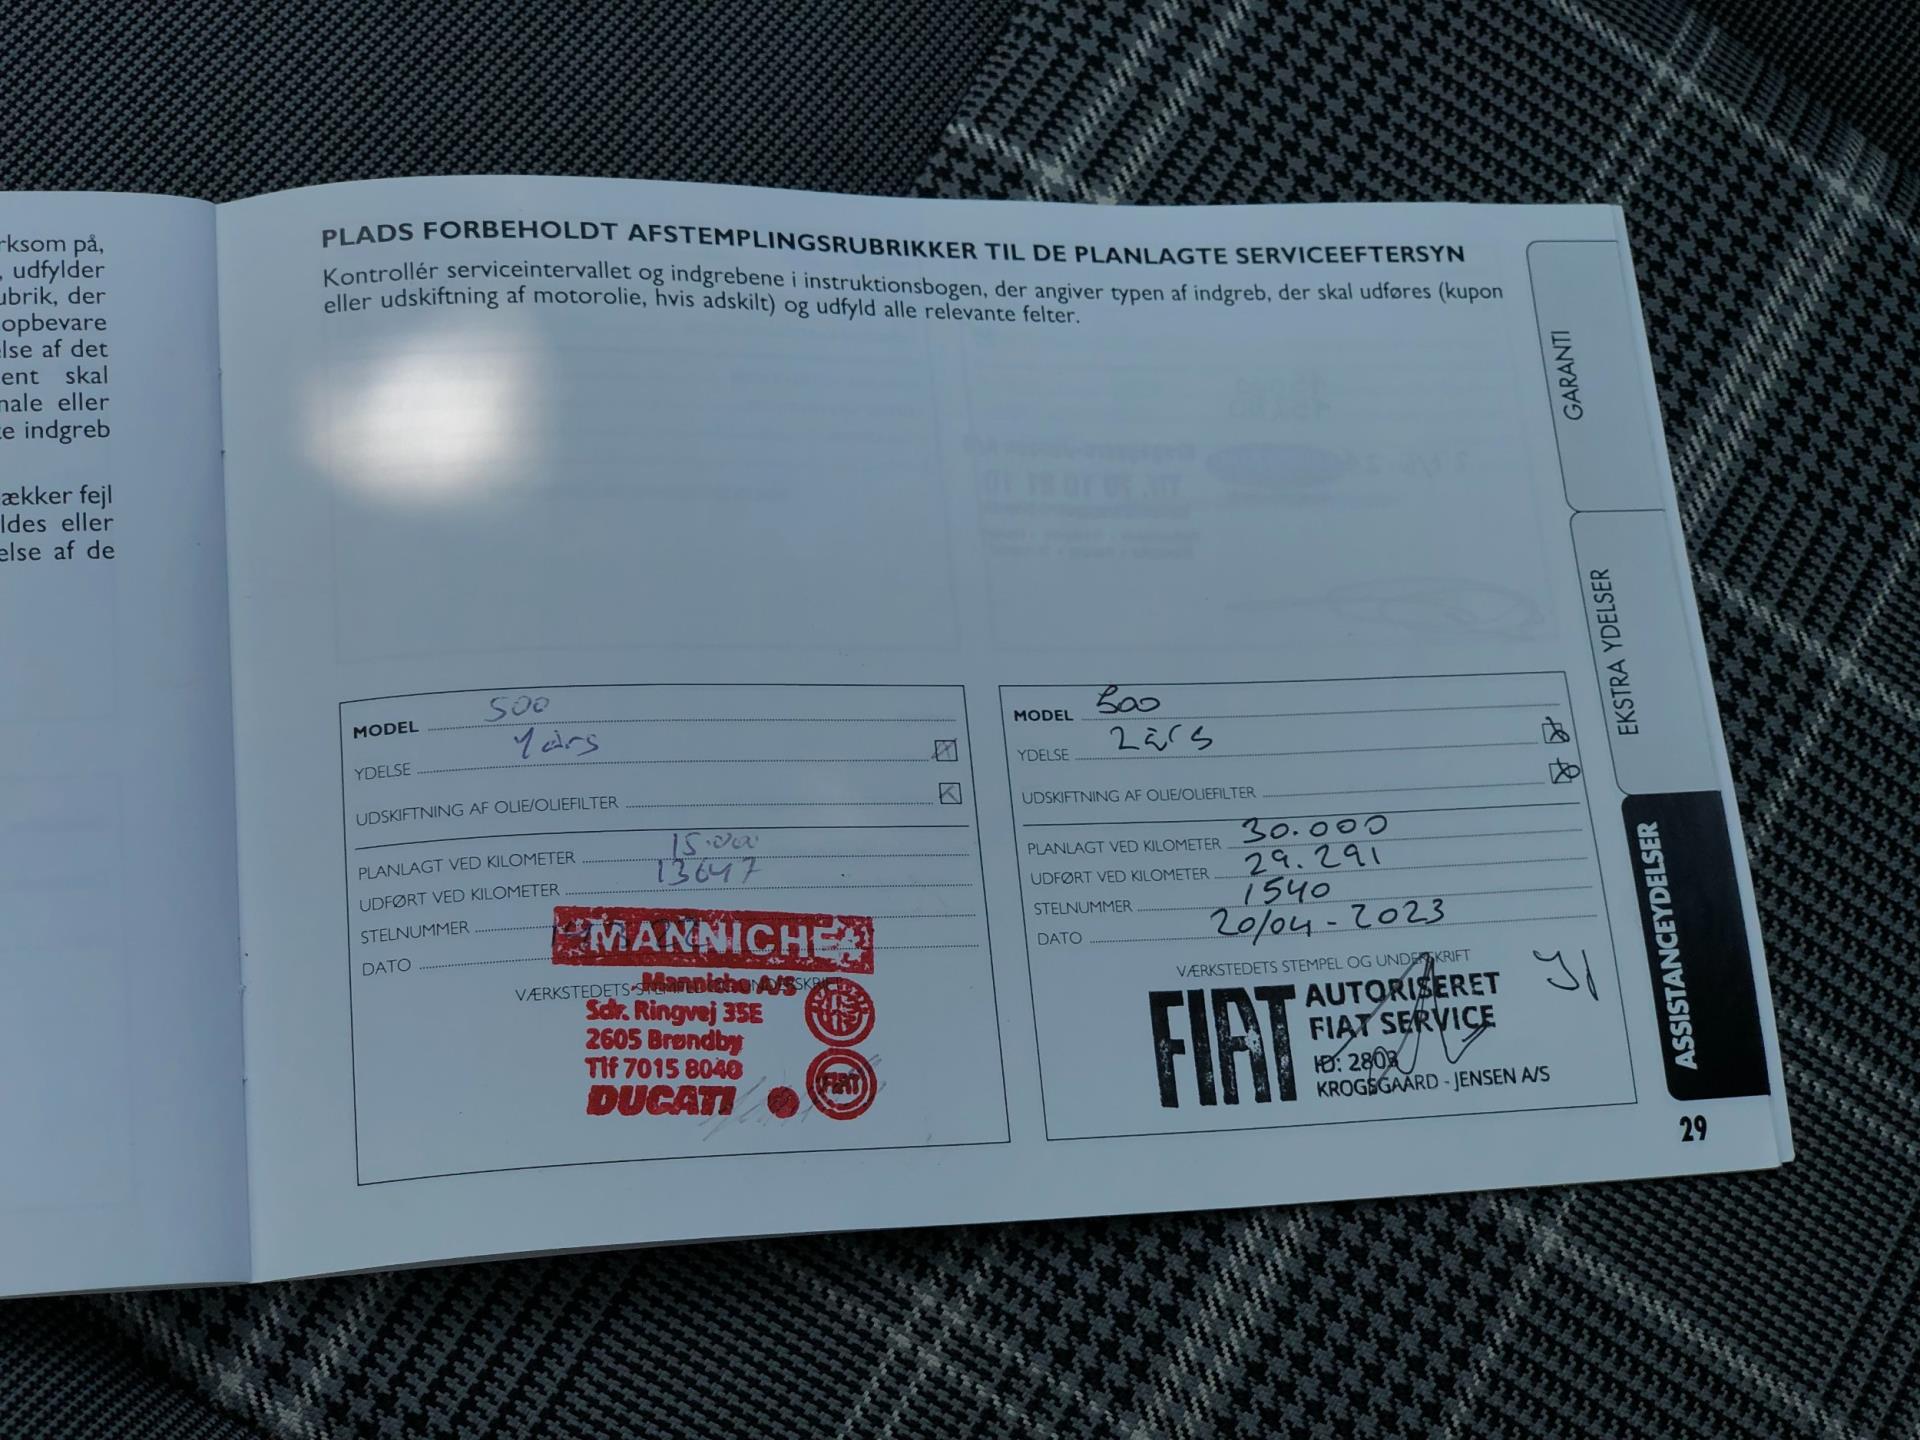 rksom på,
, udfylder
ubrik, der
opbevare
else af det
ent skal
nale eller
te indgreb
ækker fejl
ldes eller
else af de
PLADS FORBEHOLDT AFSTEMPLINGSRUBRIKKER TIL DE PLANLAGTE SERVICEEFTERSYN
Kontrollér serviceintervallet og indgrebene i instruktionsbogen, der angiver typen af indgreb, der skal udføres (kupon
eller udskiftning af motorolie, hvis adskilt) og udfyld alle relevante felter.
MODEL 500
YDELSE 1 års
UDSKIFTNING AF OLIE/OLIEFILTER
PLANLAGT VED KILOMETER 15.000
UDFØRT VED KILOMETER 13647
STELNUMMER
DATO
MANNICHE
VÆRKSTEDETS STEMPEL OG UNDERSKRIFT
Manniche A/S
Sdr. Ringvej 35E
2605 Brøndby
Tlf 7015 8040
DUCATI
FIAT
MODEL 500
YDELSE 2 års
UDSKIFTNING AF OLIE/OLIEFILTER
PLANLAGT VED KILOMETER 30.000
UDFØRT VED KILOMETER 29.291
STELNUMMER 1540
DATO 20/04-2023
VÆRKSTEDETS STEMPEL OG UNDERSKRIFT
FIAT AUTORISERET
FIAT SERVICE
ID: 2803
KROGSGAARD - JENSEN A/S
GARANTI
EKSTRA YDELSER
ASSISTANCEYDELSER
29